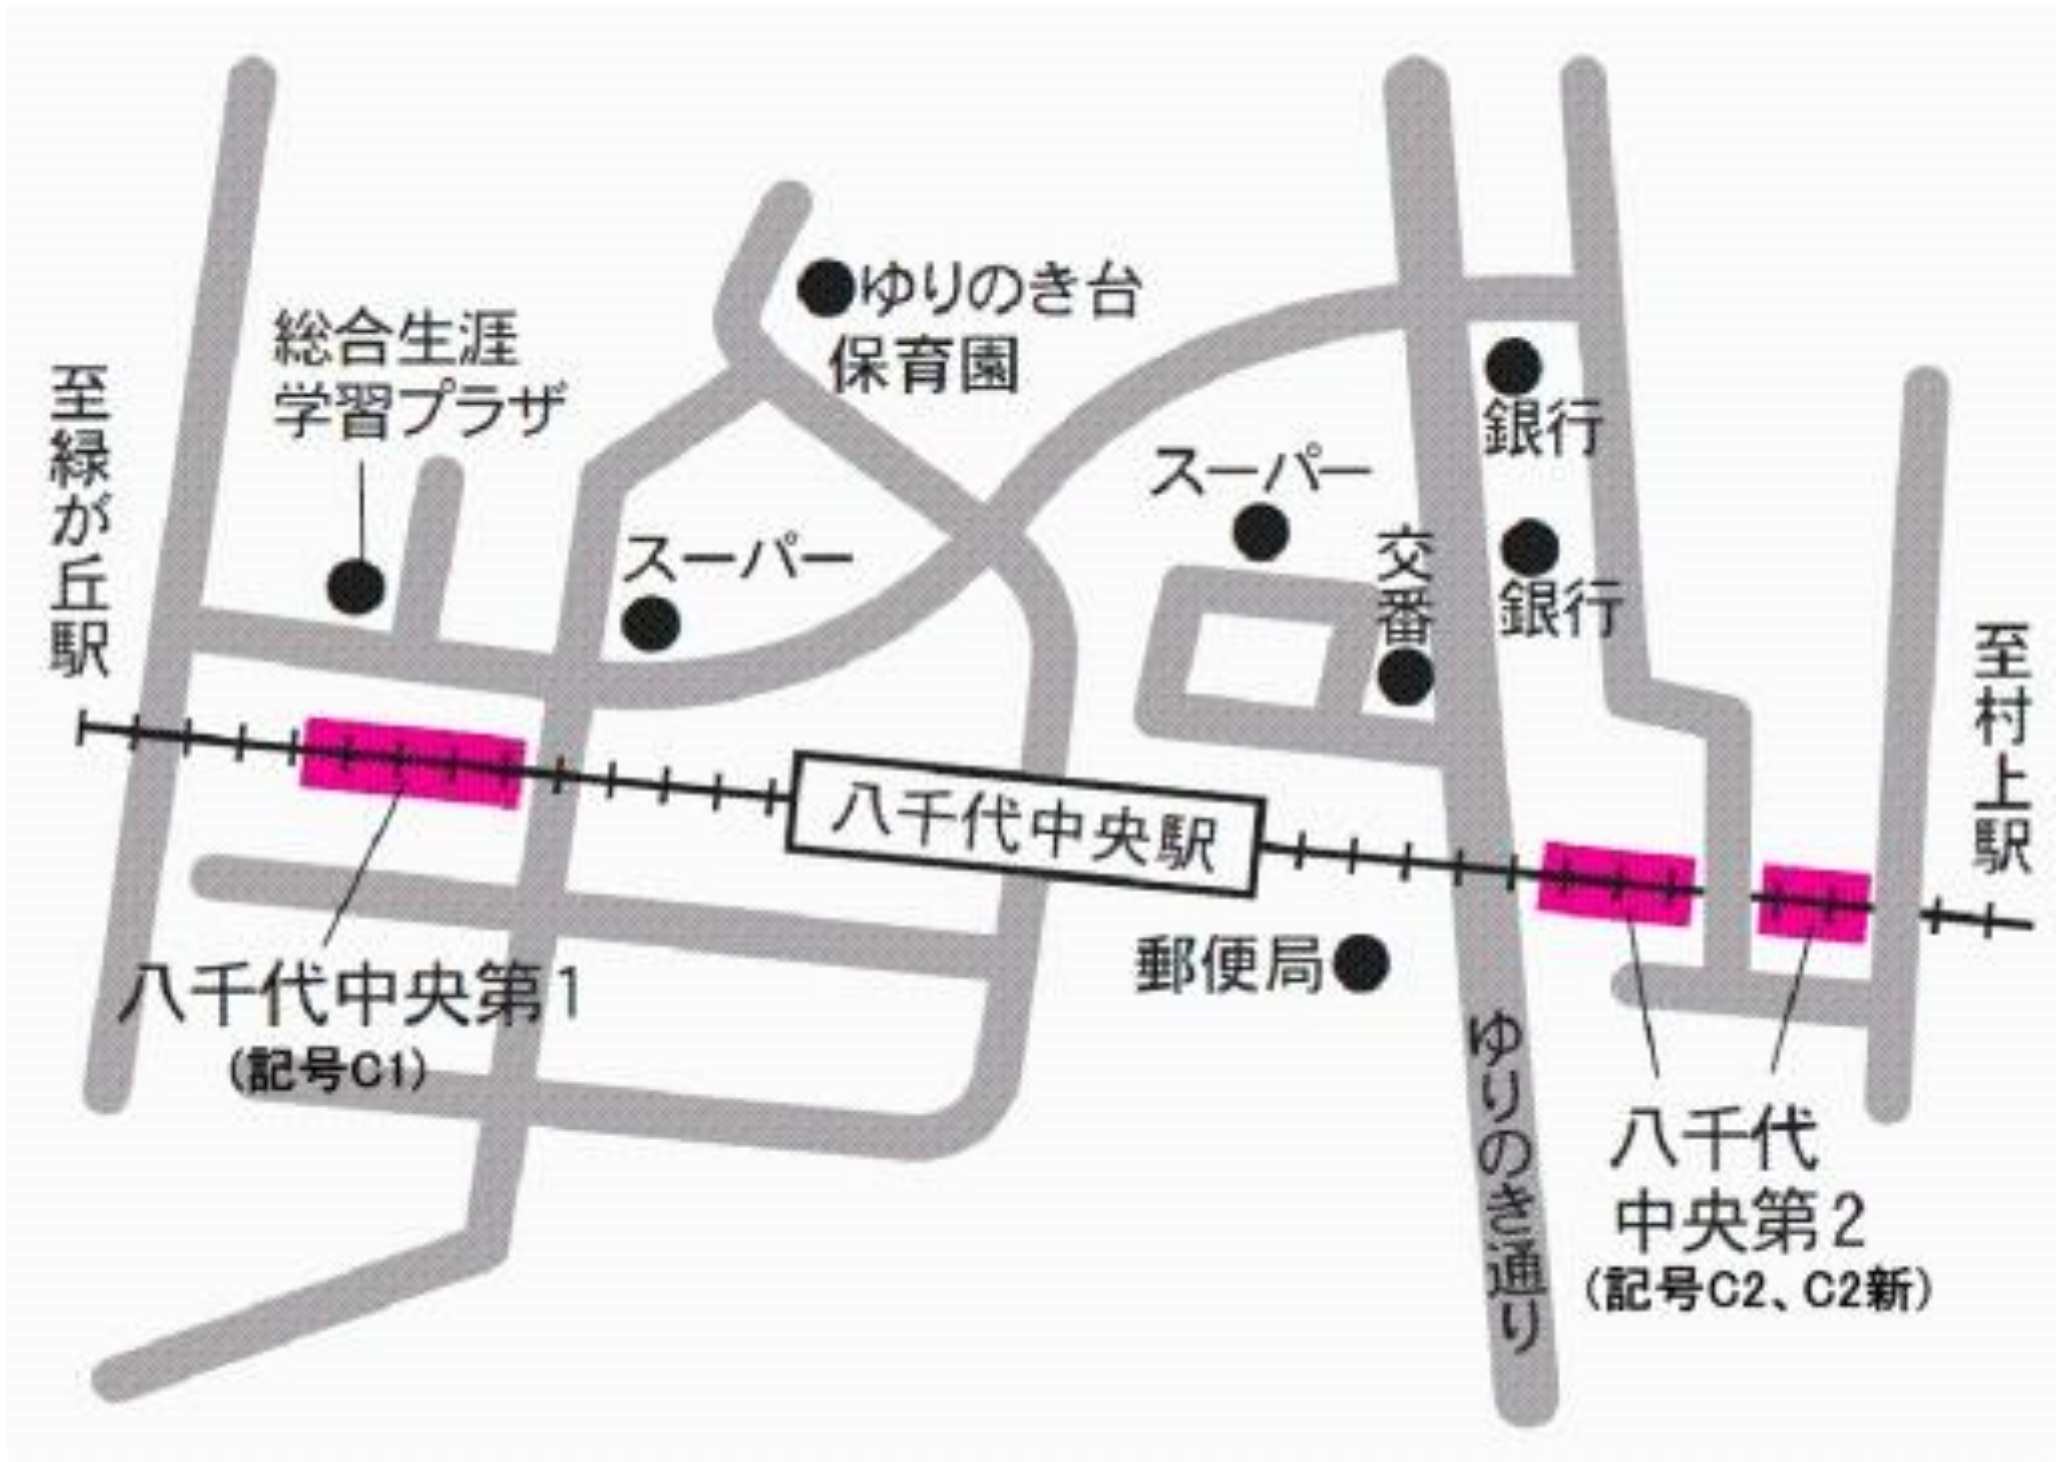 ゆりのき台
保育園
総合生涯
学習プラザ
至緑が丘駅
銀行
スーパー
交番
スーパー
銀行
至村上駅
八千代中央駅
郵便局
八千代中央第1
(記号C1)
ゆりのき通り
八千代
中央第2
(記号C2、C2新)